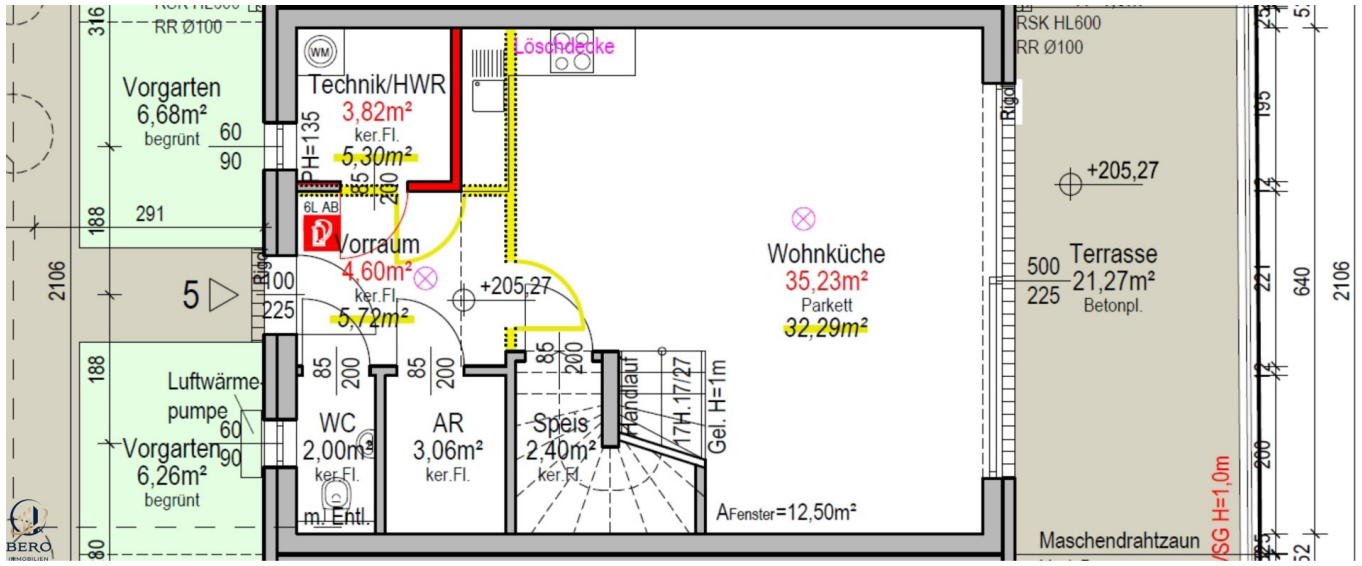 316
RR Ø100
Vorgarten
6,68m²
begrünt
60
90
291
188
2106
5
Rigol
100
225
188
Luftwärme-
pumpe
60
90
Vorgarten
6,26m²
begrünt
80
BERO
IMMOBILIEN
WM
Technik/HWR
3,82m²
ker.Fl.
5,30m²
PH=135
85
200
6L AB
Vorraum
4,60m²
ker.Fl.
5,72m²
+205,27
85
200
WC
2,00m²
ker.Fl.
m. Entl.
85
200
AR
3,06m²
ker.Fl.
85
200
Speis
2,40m²
ker.Fl.
Löschdecke
Handlauf
17H.17/27
Gel. H=1m
Wohnküche
35,23m²
Parkett
32,29m²
AFenster=12,50m²
RSK HL600
RR Ø100
Rigol
+205,27
500
225
Terrasse
21,27m²
Betonpl.
Maschendrahtzaun
VSG H=1,0m
25
195
12
221
12
200
25
640
52
2106